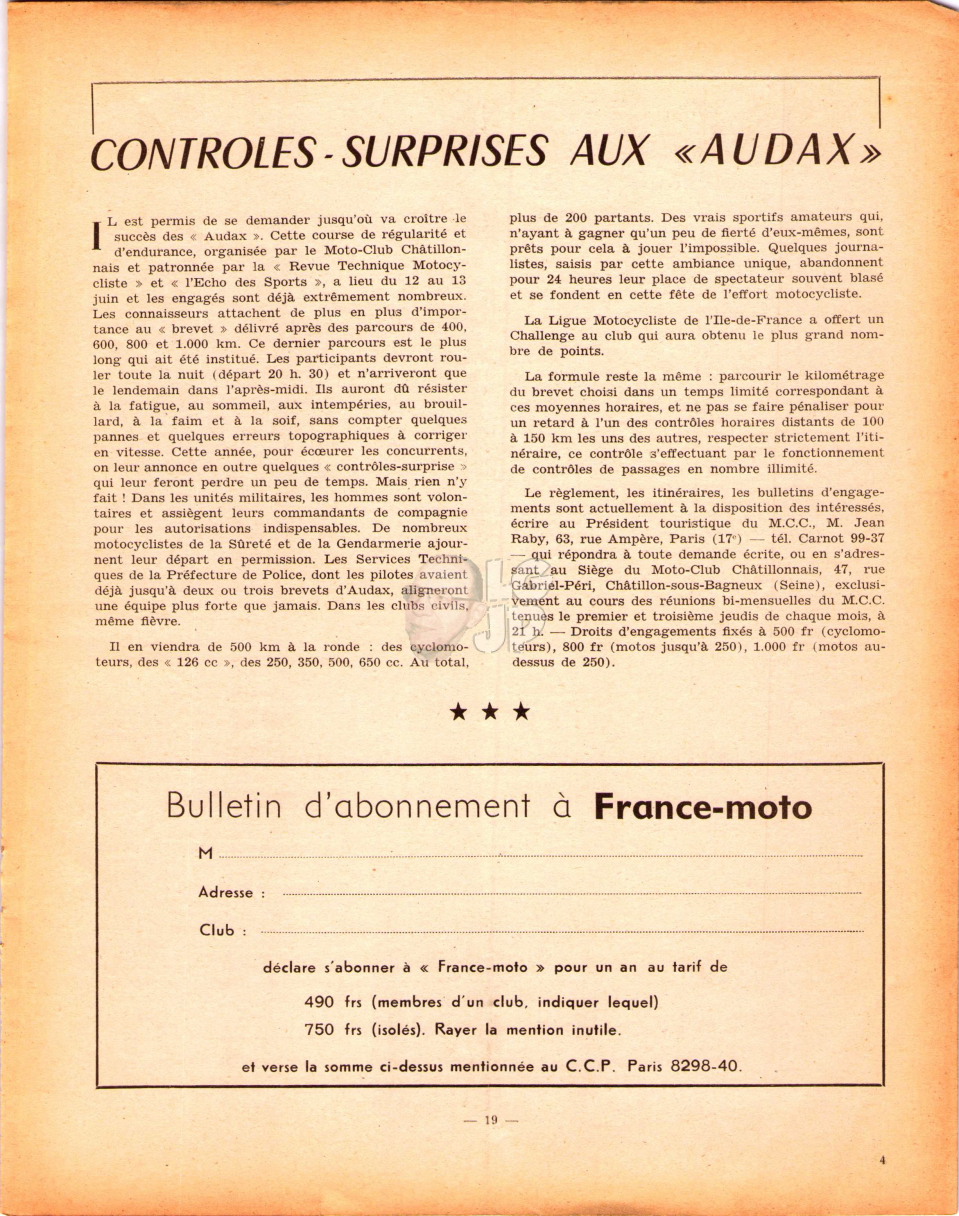 CONTROLES - SURPRISES AUX « AUDAX »
IL est permis de se demander jusqu'où va croître le
succès des « Audax ». Cette course de régularité et
d'endurance, organisée par le Moto-Club Châtillon-
nais et patronnée par la « Revue Technique Motocy-
cliste » et « l'Echo des Sports », a lieu du 12 au 13
juin et les engagés sont déjà extrêmement nombreux.
Les connaisseurs attachent de plus en plus d'impor-
tance au « brevet » délivré après des parcours de 400,
600, 800 et 1.000 km. Ce dernier parcours est le plus
long qui ait été institué. Les participants devront rou-
ler toute la nuit (départ 20 h. 30) et n'arriveront que
le lendemain dans l'après-midi. Ils auront dû résister
à la fatigue, au sommeil, aux intempéries, au brouil-
lard, à la faim et à la soif, sans compter quelques
pannes et quelques erreurs topographiques à corriger
en vitesse. Cette année, pour écœurer les concurrents,
on leur annonce en outre quelques « contrôles-surprise »
qui leur feront perdre un peu de temps. Mais rien n'y
fait ! Dans les unités militaires, les hommes sont volon-
taires et assiègent leurs commandants de compagnie
pour les autorisations indispensables. De nombreux
motocyclistes de la Sûreté et de la Gendarmerie ajour-
nent leur départ en permission. Les Services Techni-
ques de la Préfecture de Police, dont les pilotes avaient
déjà jusqu'à deux ou trois brevets d'Audax, aligneront
une équipe plus forte que jamais. Dans les clubs civils,
même fièvre.
Il en viendra de 500 km à la ronde : des cyclomo-
teurs, des « 126 cc », des 250, 350, 500, 650 cc. Au total,
plus de 200 partants. Des vrais sportifs amateurs qui,
n'ayant à gagner qu'un peu de fierté d'eux-mêmes, sont
prêts pour cela à jouer l'impossible. Quelques journa-
listes, saisis par cette ambiance unique, abandonnent
pour 24 heures leur place de spectateur souvent blasé
et se fondent en cette fête de l'effort motocycliste.
La Ligue Motocycliste de l'Ile-de-France a offert un
Challenge au club qui aura obtenu le plus grand nom-
bre de points.
La formule reste la même : parcourir le kilométrage
du brevet choisi dans un temps limité correspondant à
ces moyennes horaires, et ne pas se faire pénaliser pour
un retard à l'un des contrôles horaires distants de 100
à 150 km les uns des autres, respecter strictement l'iti-
néraire, ce contrôle s'effectuant par le fonctionnement
de contrôles de passages en nombre illimité.
Le règlement, les itinéraires, les bulletins d'engage-
ments sont actuellement à la disposition des intéressés,
écrire au Président touristique du M.C.C., M. Jean
Raby, 63, rue Ampère, Paris (17e) — tél. Carnot 99-37
— qui répondra à toute demande écrite, ou en s'adres-
sant au Siège du Moto-Club Châtillonnais, 47, rue
Gabriel-Péri, Châtillon-sous-Bagneux (Seine), exclusi-
vement au cours des réunions bi-mensuelles du M.C.C.
tenues le premier et troisième jeudis de chaque mois, à
21 h. — Droits d'engagements fixés à 500 fr (cyclomo-
teurs), 800 fr (motos jusqu'à 250), 1.000 fr (motos au-
dessus de 250).
★ ★ ★
Bulletin d'abonnement à France-moto
M
Adresse :
Club :
déclare s'abonner à « France-moto » pour un an au tarif de
490 frs (membres d'un club, indiquer lequel)
750 frs (isolés). Rayer la mention inutile.
et verse la somme ci-dessus mentionnée au C.C.P. Paris 8298-40.
— 19 —
4